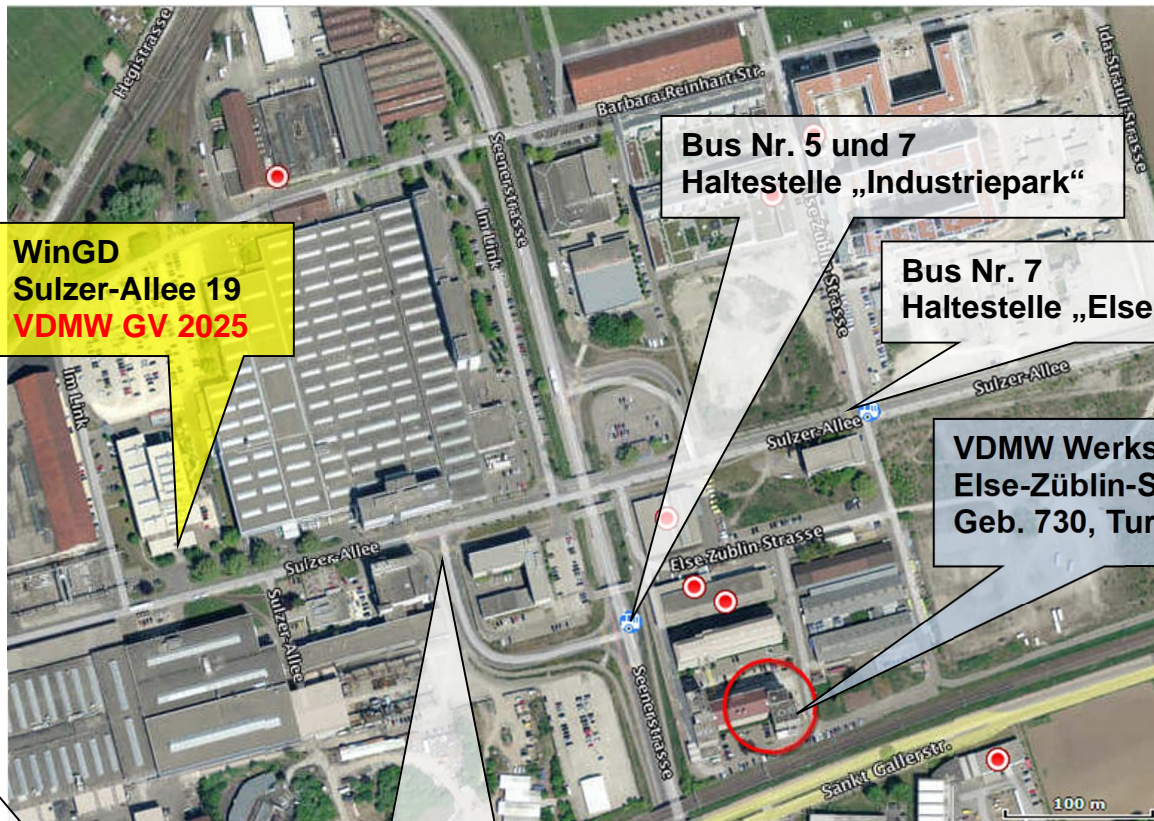 Hegistrasse
Barbara-Reinhart-Str.
Ida-Sträuli-Strasse
Seenerstrasse
Im Link
Bus Nr. 5 und 7
Haltestelle „Industriepark“
Else-Züblin-Strasse
WinGD
Sulzer-Allee 19
VDMW GV 2025
Bus Nr. 7
Haltestelle „Else
Im Link
Sulzer-Allee
Sulzer-Allee
VDMW Werks
Else-Züblin-S
Geb. 730, Tur
Else-Züblin-Strasse
Sulzer-Allee
Sulzer-Allee
Seenerstrasse
Sankt Gallerstr.
100 m